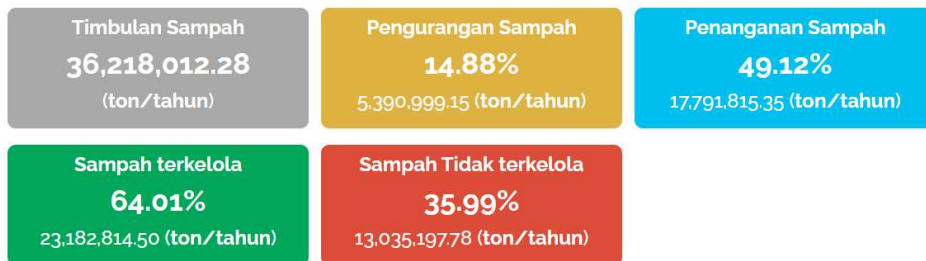 Timbulan Sampah
36,218,012.28
(ton/tahun)
Pengurangan Sampah
14.88%
5,390,999.15 (ton/tahun)
Penanganan Sampah
49.12%
17,791,815.35 (ton/tahun)
Sampah terkelola
64.01%
23,182,814.50 (ton/tahun)
Sampah Tidak terkelola
35.99%
13,035,197.78 (ton/tahun)